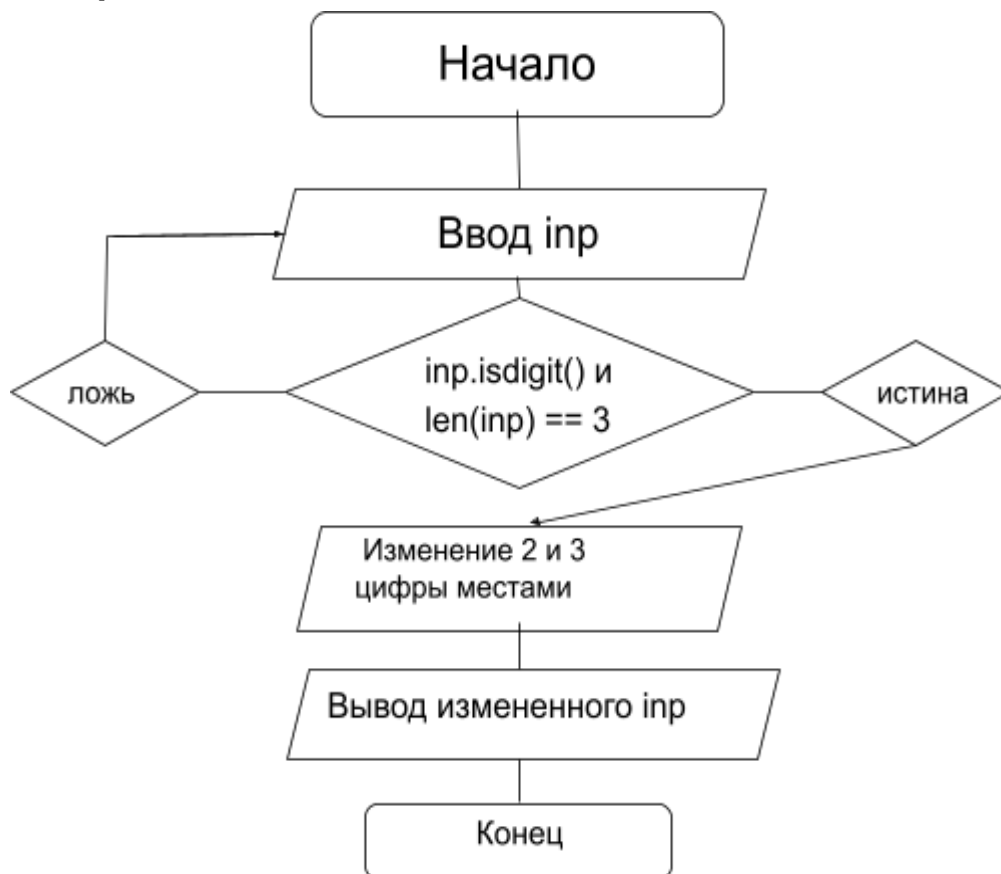 Начало
Ввод inp
inp.isdigit() и
len(inp) == 3
ложь
истина
Изменение 2 и 3
цифры местами
Вывод измененного inp
Конец